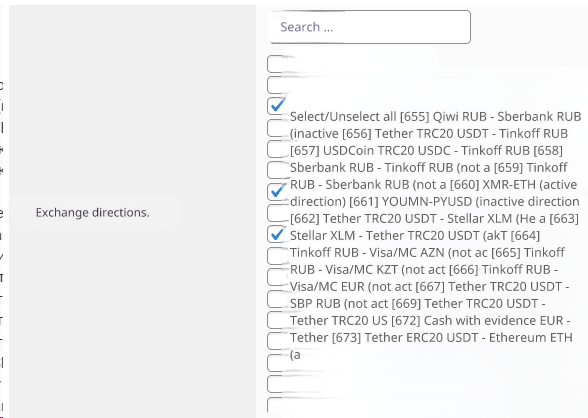 Search ...
Exchange directions.
Select/Unselect all [655] Qiwi RUB - Sberbank RUB
(inactive [656] Tether TRC20 USDT - Tinkoff RUB
[657] USDCoin TRC20 USDC - Tinkoff RUB [658]
Sberbank RUB - Tinkoff RUB (not a [659] Tinkoff
RUB - Sberbank RUB (not a [660] XMR-ETH (active
direction) [661] YOUMN-PYUSD (inactive direction
[662] Tether TRC20 USDT - Stellar XLM (He a [663]
Stellar XLM - Tether TRC20 USDT (akT [664]
Tinkoff RUB - Visa/MC AZN (not ac [665] Tinkoff
RUB - Visa/MC KZT (not act [666] Tinkoff RUB -
Visa/MC EUR (not act [667] Tether TRC20 USDT -
SBP RUB (not act [669] Tether TRC20 USDT -
Tether TRC20 US [672] Cash with evidence EUR -
Tether [673] Tether ERC20 USDT - Ethereum ETH
(a